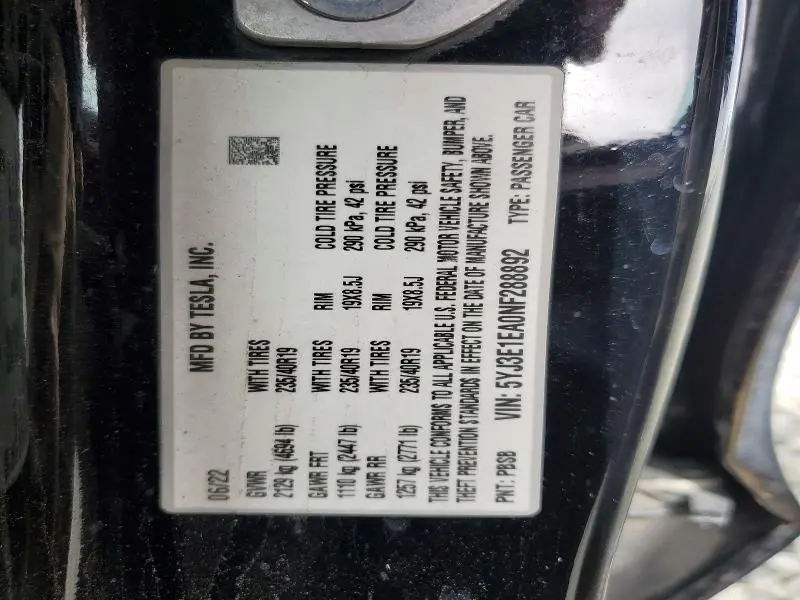 MFD BY TESLA, INC.
06/22
GVWR WITH TIRES RIM COLD TIRE PRESSURE
2129 kg (4694 lb) 235/40R19 19X8.5J 290 kPa, 42 psi
GAWR FRT WITH TIRES RIM COLD TIRE PRESSURE
1110 kg (2447 lb) 235/40R19 19X8.5J 290 kPa, 42 psi
GAWR RR
1257 kg (2771 lb)
THIS VEHICLE CONFORMS TO ALL APPLICABLE U.S. FEDERAL MOTOR VEHICLE SAFETY, BUMPER, AND
THEFT PREVENTION STANDARDS IN EFFECT ON THE DATE OF MANUFACTURE SHOWN ABOVE.
PNT: PBSB VIN: 5YJ3E1EA0NF288892 TYPE: PASSENGER CAR